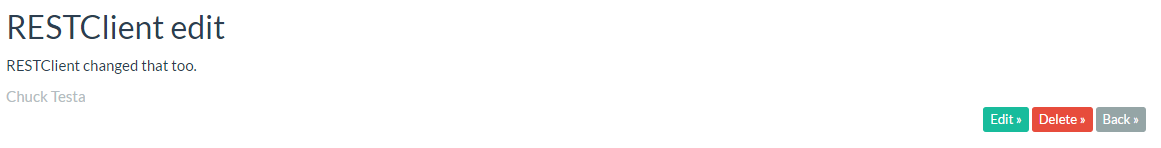 RESTClient edit
RESTClient changed that too.
Chuck Testa
Edit » Delete » Back »